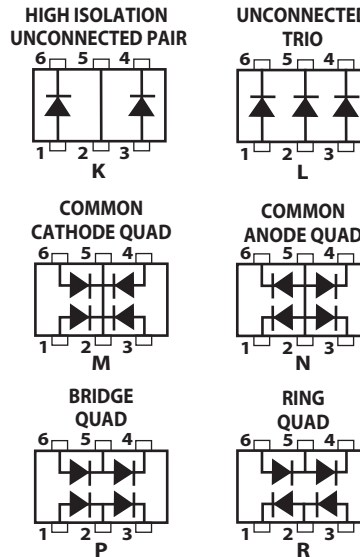 HIGH ISOLATION
UNCONNECTED PAIR
6 5 4
1 2 3
K
UNCONNECTED
TRIO
6 5 4
1 2 3
L
COMMON
CATHODE QUAD
6 5 4
1 2 3
M
COMMON
ANODE QUAD
6 5 4
1 2 3
N
BRIDGE
QUAD
6 5 4
1 2 3
P
RING
QUAD
6 5 4
1 2 3
R